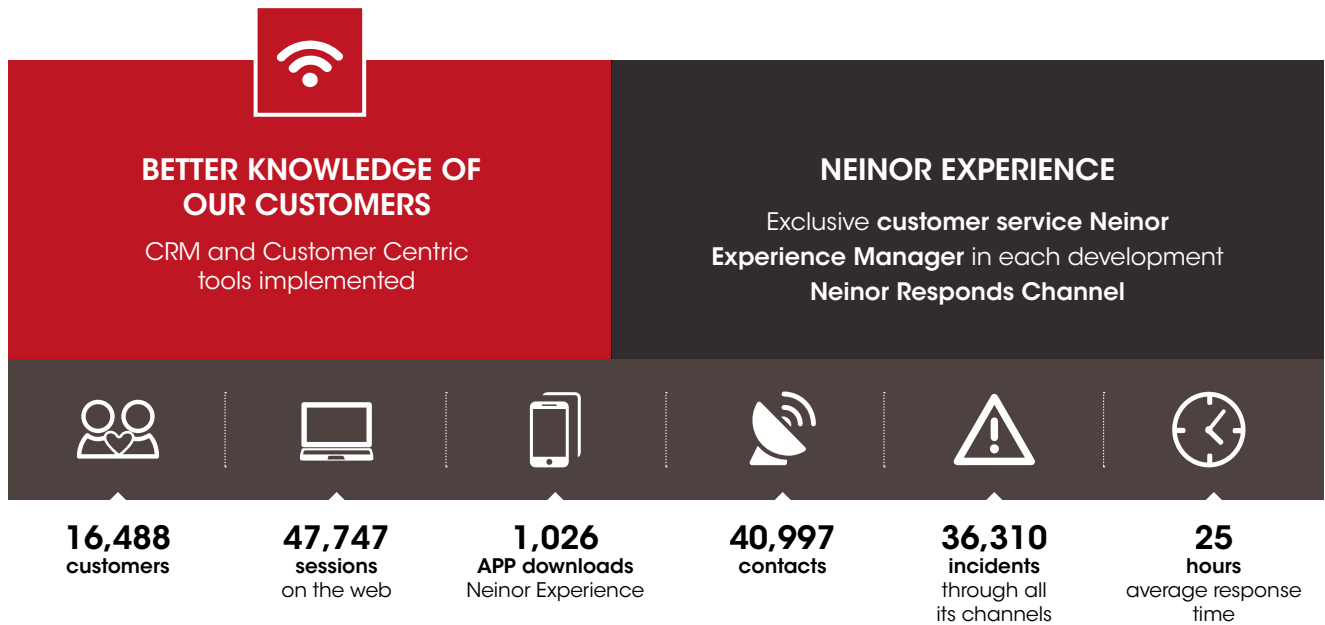 BETTER KNOWLEDGE OF
OUR CUSTOMERS
CRM and Customer Centric
tools implemented
NEINOR EXPERIENCE
Exclusive customer service Neinor
Experience Manager in each development
Neinor Responds Channel
16,488
customers
47,747
sessions
on the web
1,026
APP downloads
Neinor Experience
40,997
contacts
36,310
incidents
through all
its channels
25
hours
average response
time